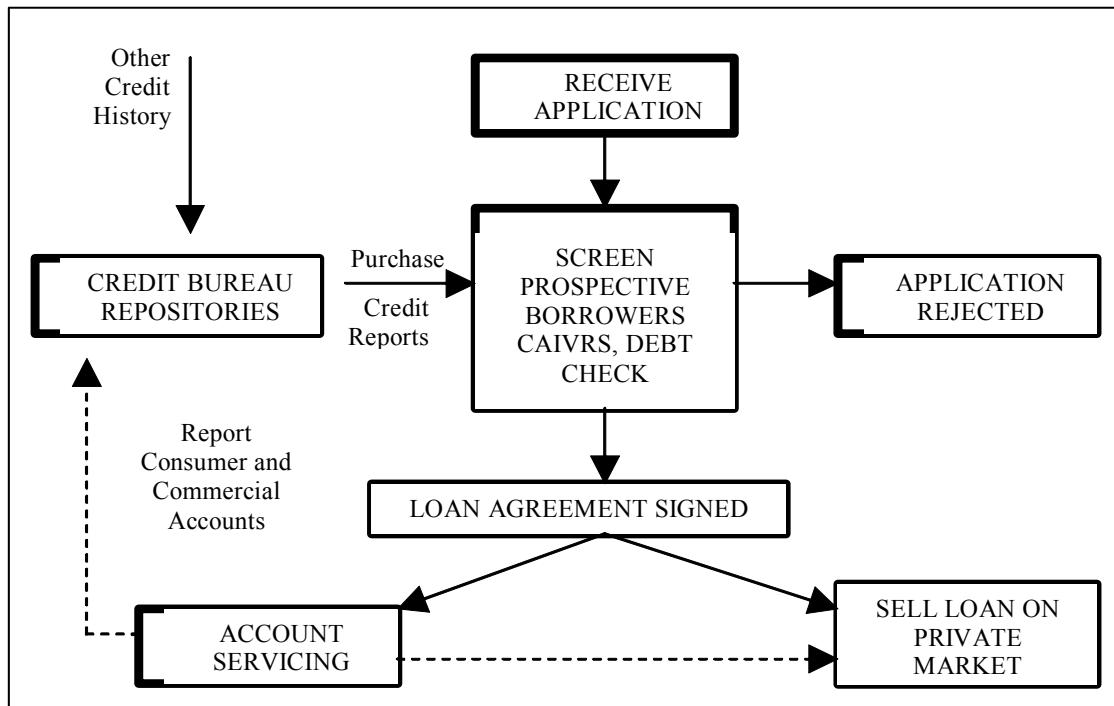 Other
Credit
History
RECEIVE
APPLICATION
CREDIT BUREAU
REPOSITORIES
Purchase
Credit
Reports
SCREEN
PROSPECTIVE
BORROWERS
CAIVRS, DEBT
CHECK
APPLICATION
REJECTED
Report
Consumer and
Commercial
Accounts
LOAN AGREEMENT SIGNED
ACCOUNT
SERVICING
SELL LOAN ON
PRIVATE
MARKET